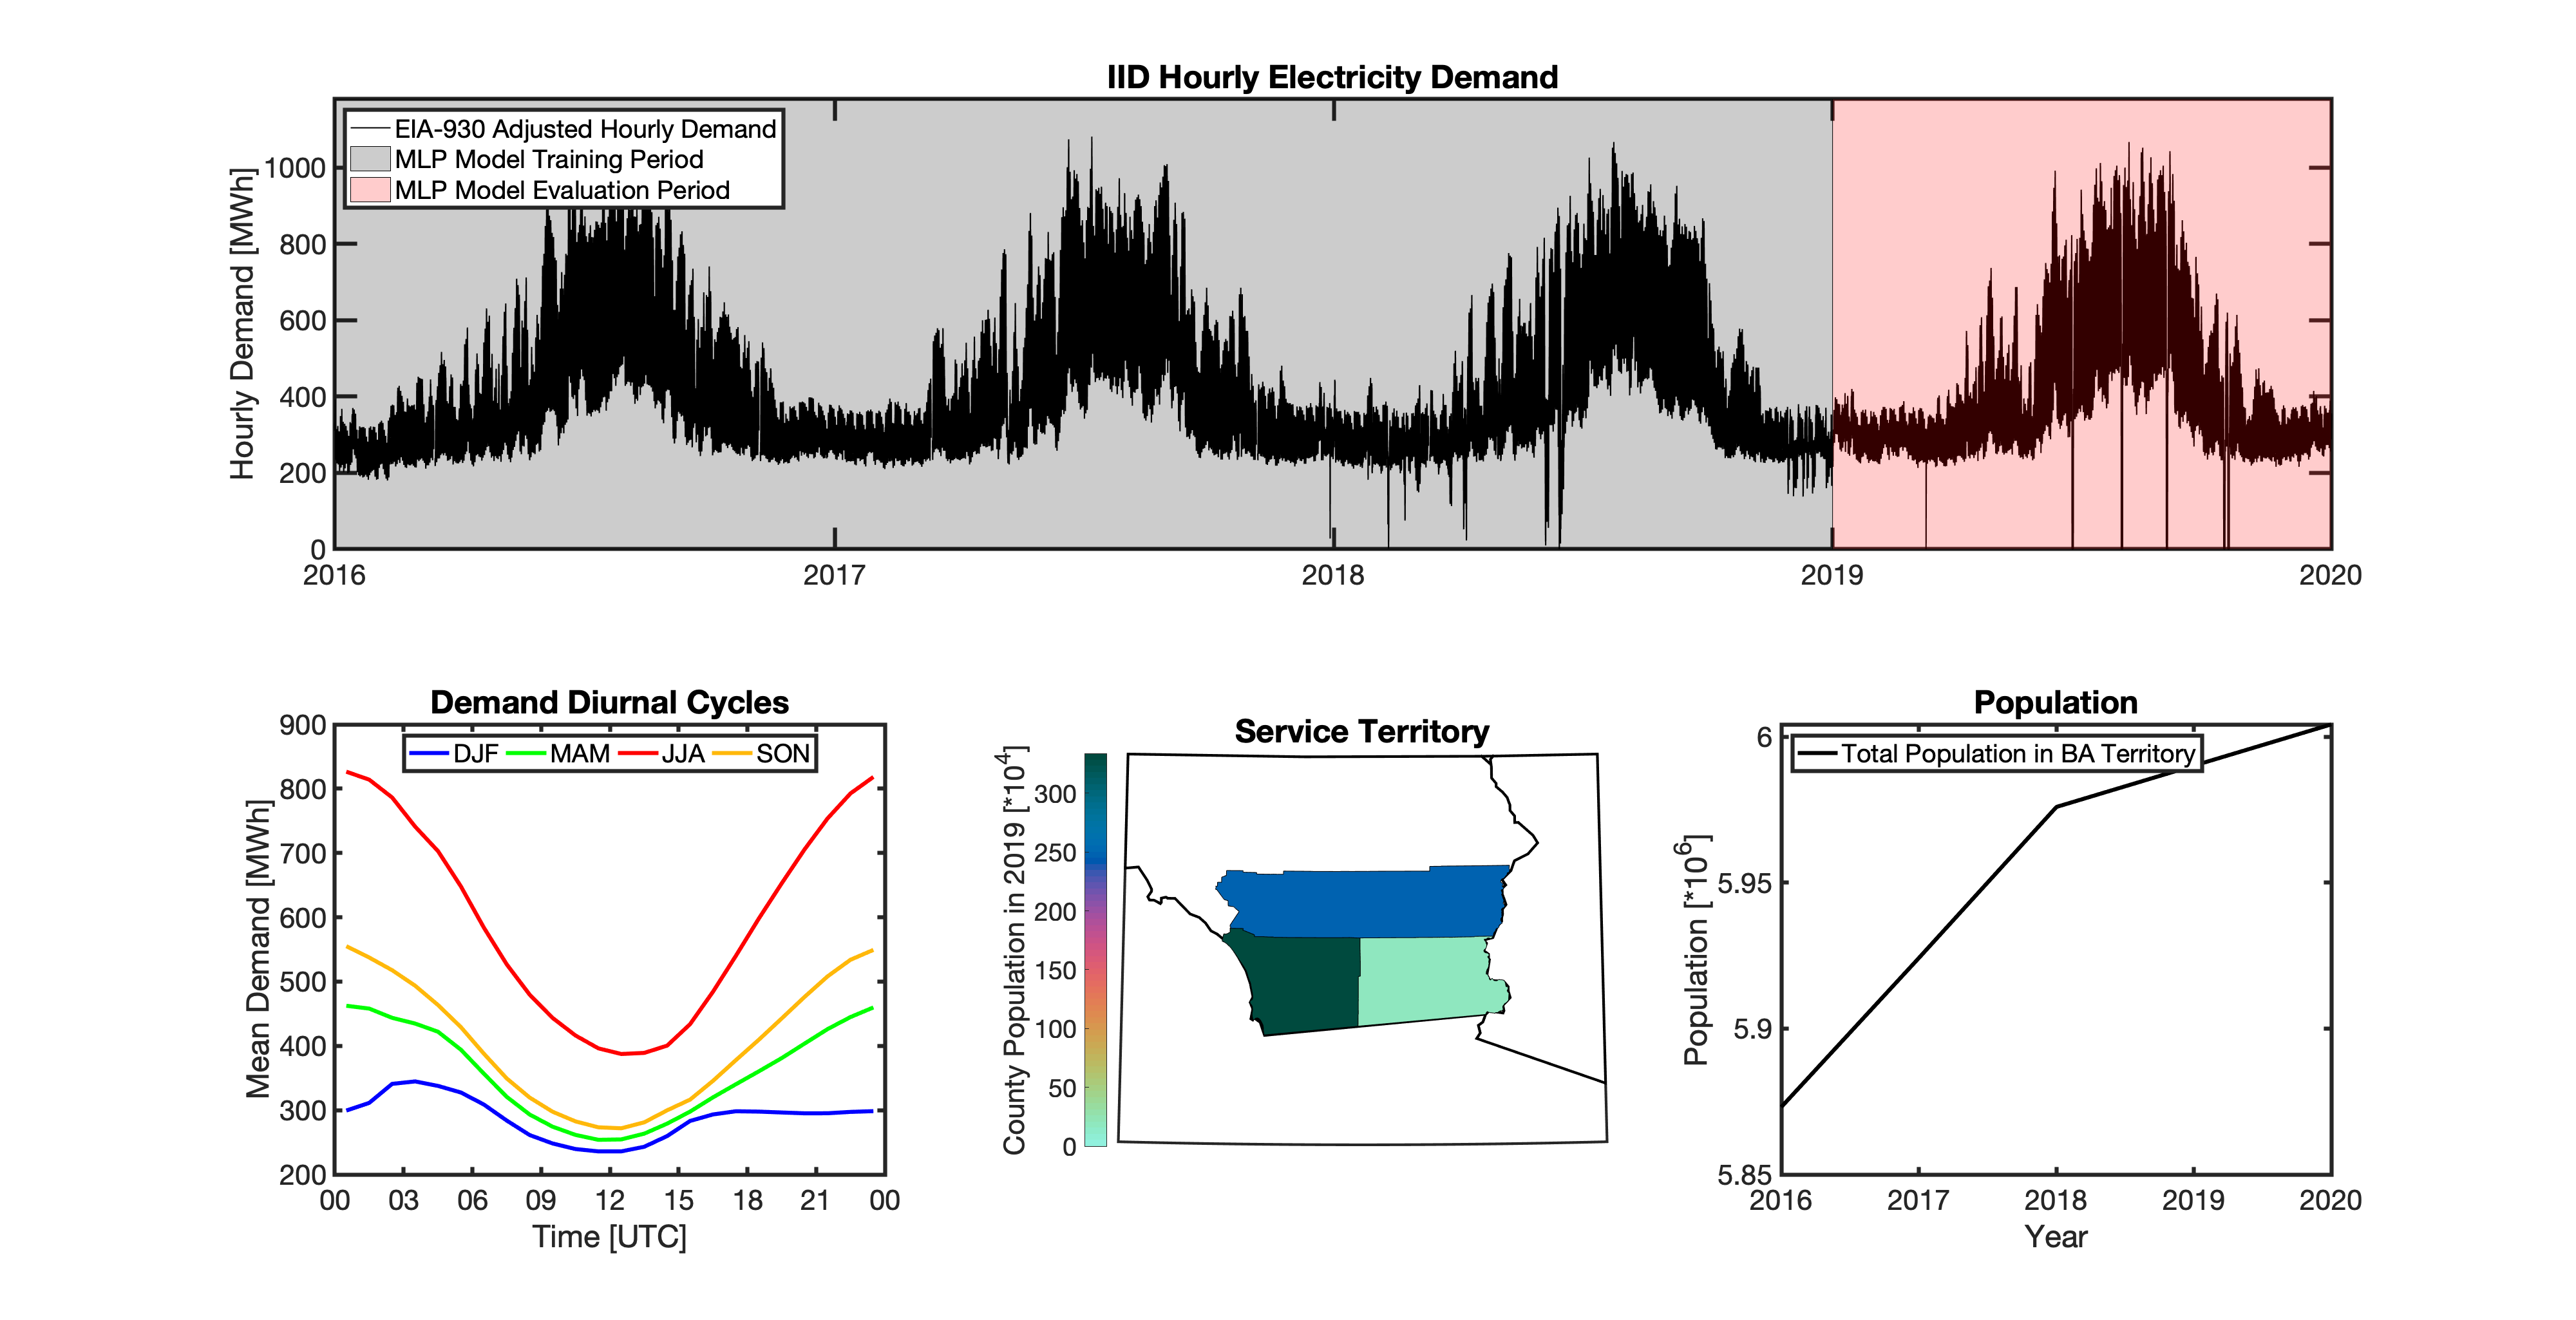 IID Hourly Electricity Demand
EIA-930 Adjusted Hourly Demand
MLP Model Training Period
MLP Model Evaluation Period
Hourly Demand [MWh]
1000
800
600
400
200
0
2016 2017 2018 2019 2020
Demand Diurnal Cycles
DJF MAM JJA SON
Mean Demand [MWh]
900
800
700
600
500
400
300
200
00 03 06 09 12 15 18 21 00
Time [UTC]
Service Territory
County Population in 2019 [*10^4]
300
250
200
150
100
50
0
Population
Total Population in BA Territory
Population [*10^6]
6
5.95
5.9
5.85
2016 2017 2018 2019 2020
Year